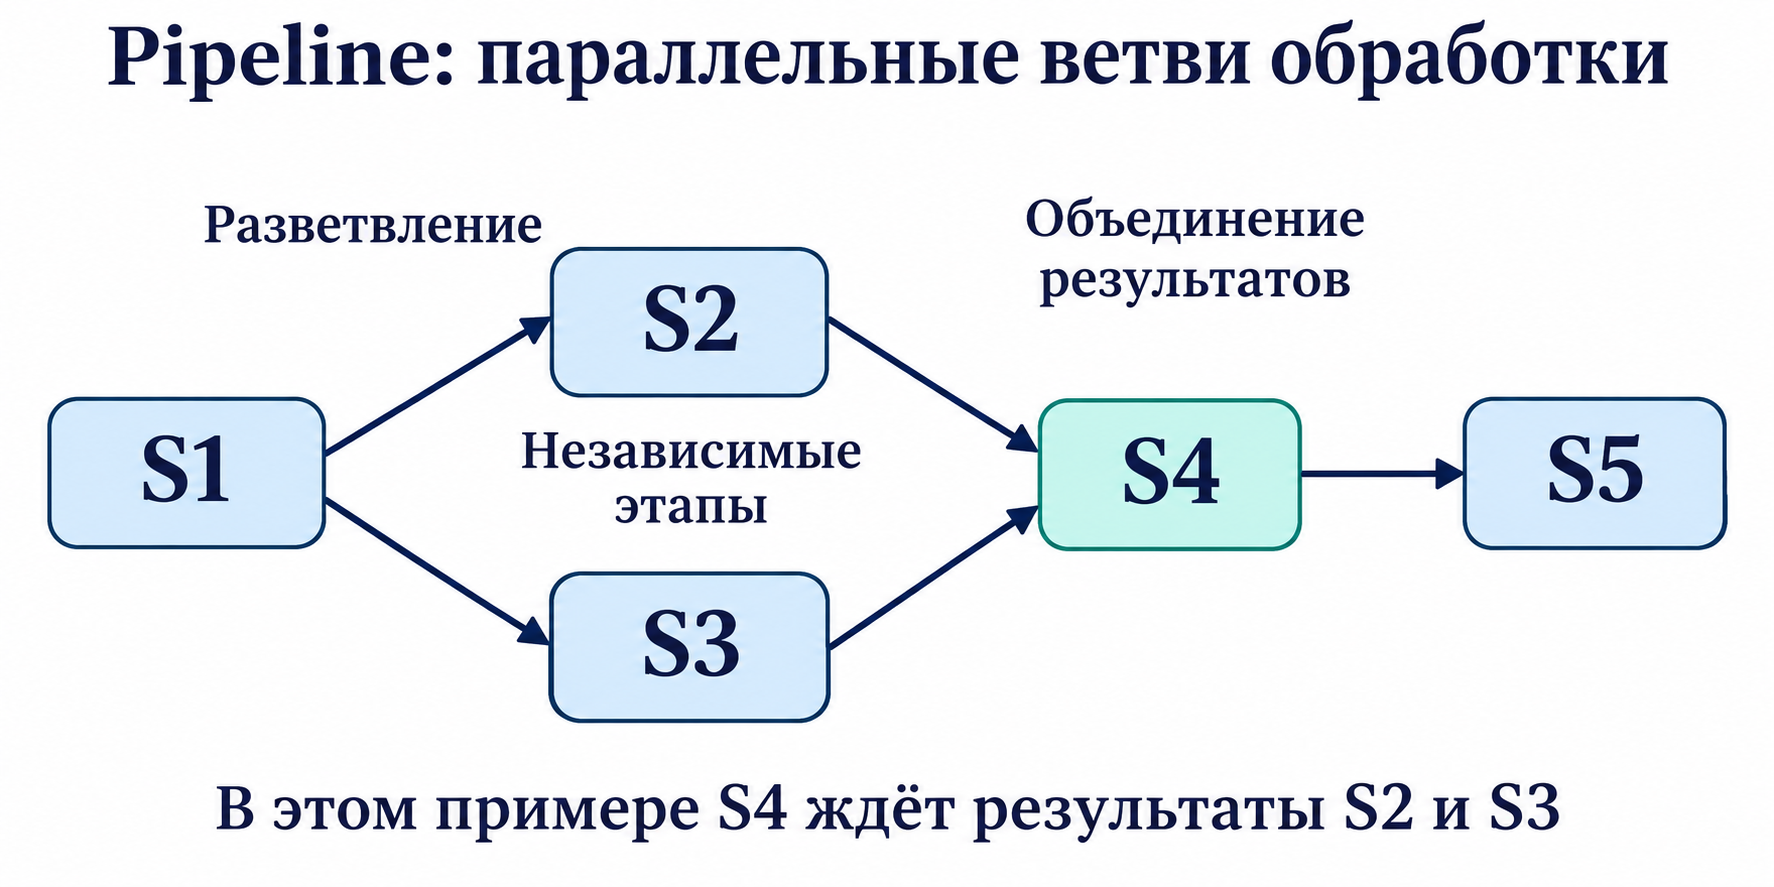 Pipeline: параллельные ветви обработки
Разветвление
Объединение
результатов
S2
S1
Независимые
этапы
S4
S5
S3
В этом примере S4 ждёт результаты S2 и S3